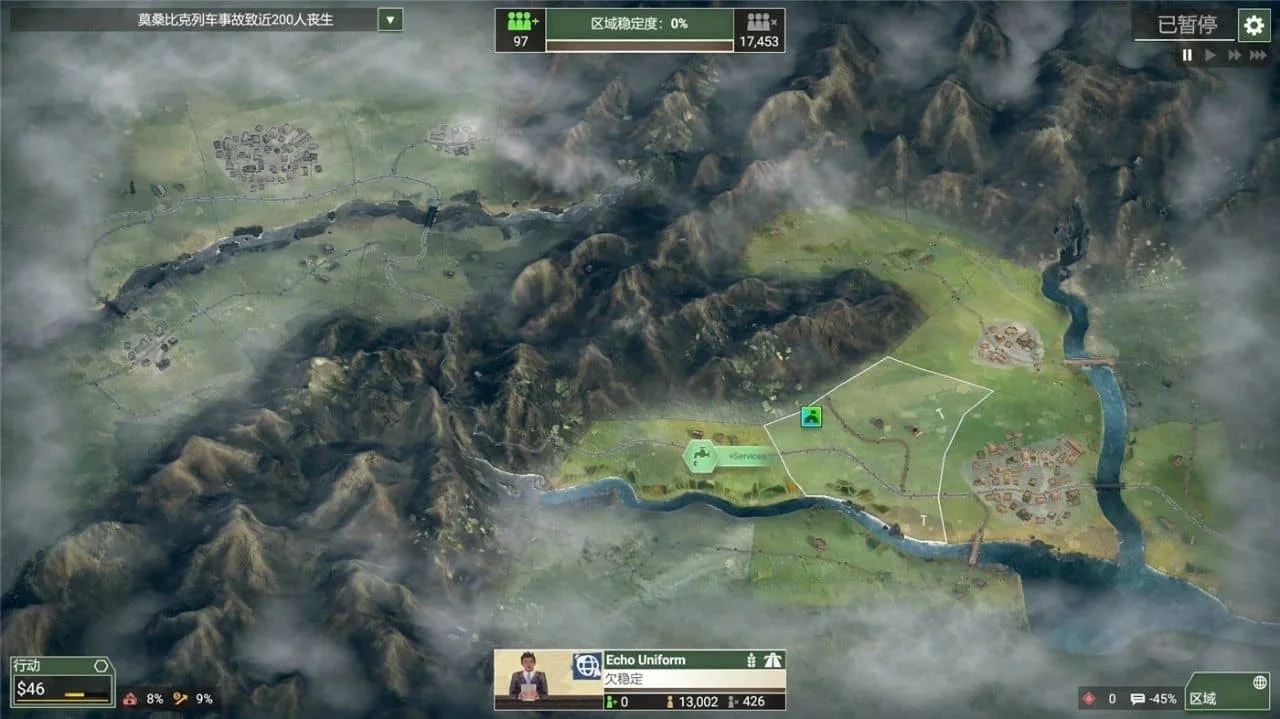 莫桑比克列车事故致近200人丧生
97
区域稳定度：0%
17,453
已暂停
+Services
行动
$46
8%
9%
Echo Uniform
欠稳定
0
13,002
426
0
-45%
区域